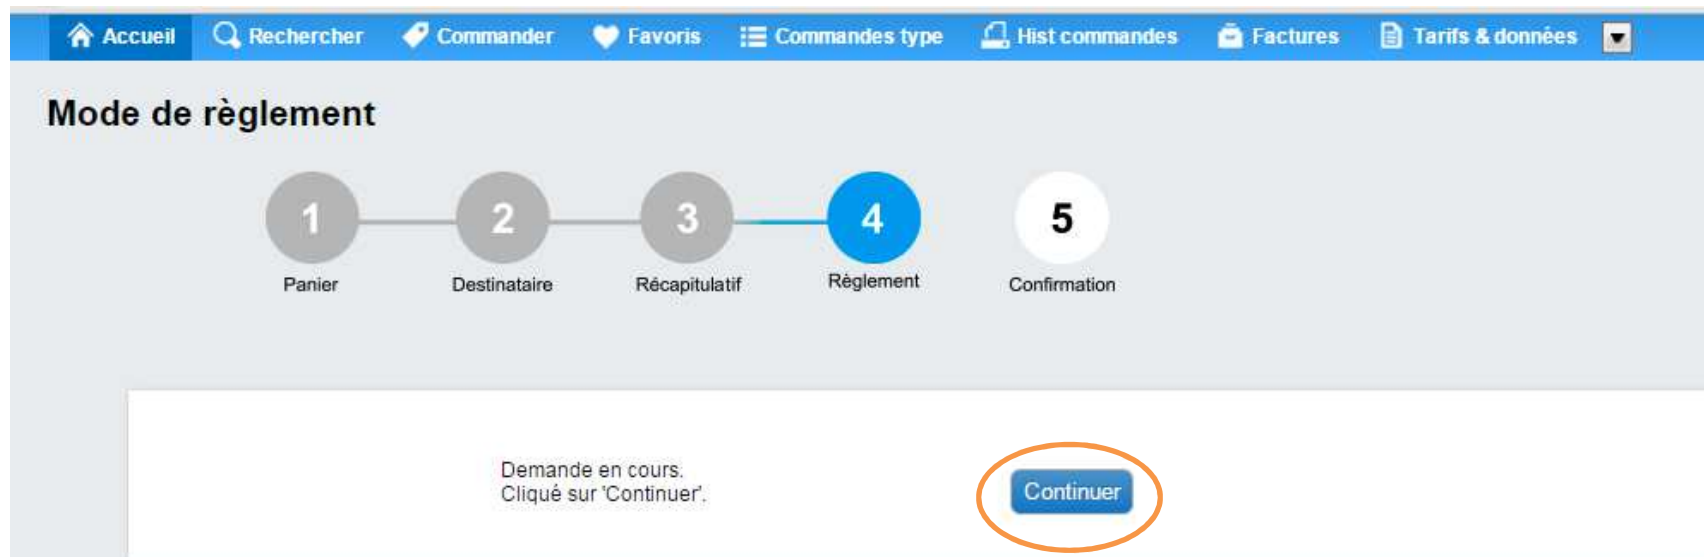 Accueil Rechercher Commander Favoris Commandes type Hist commandes Factures Tarifs & données
Mode de règlement
1 2 3 4 5
Panier Destinataire Récapitulatif Règlement Confirmation
Demande en cours.
Cliqué sur 'Continuer'.
Continuer